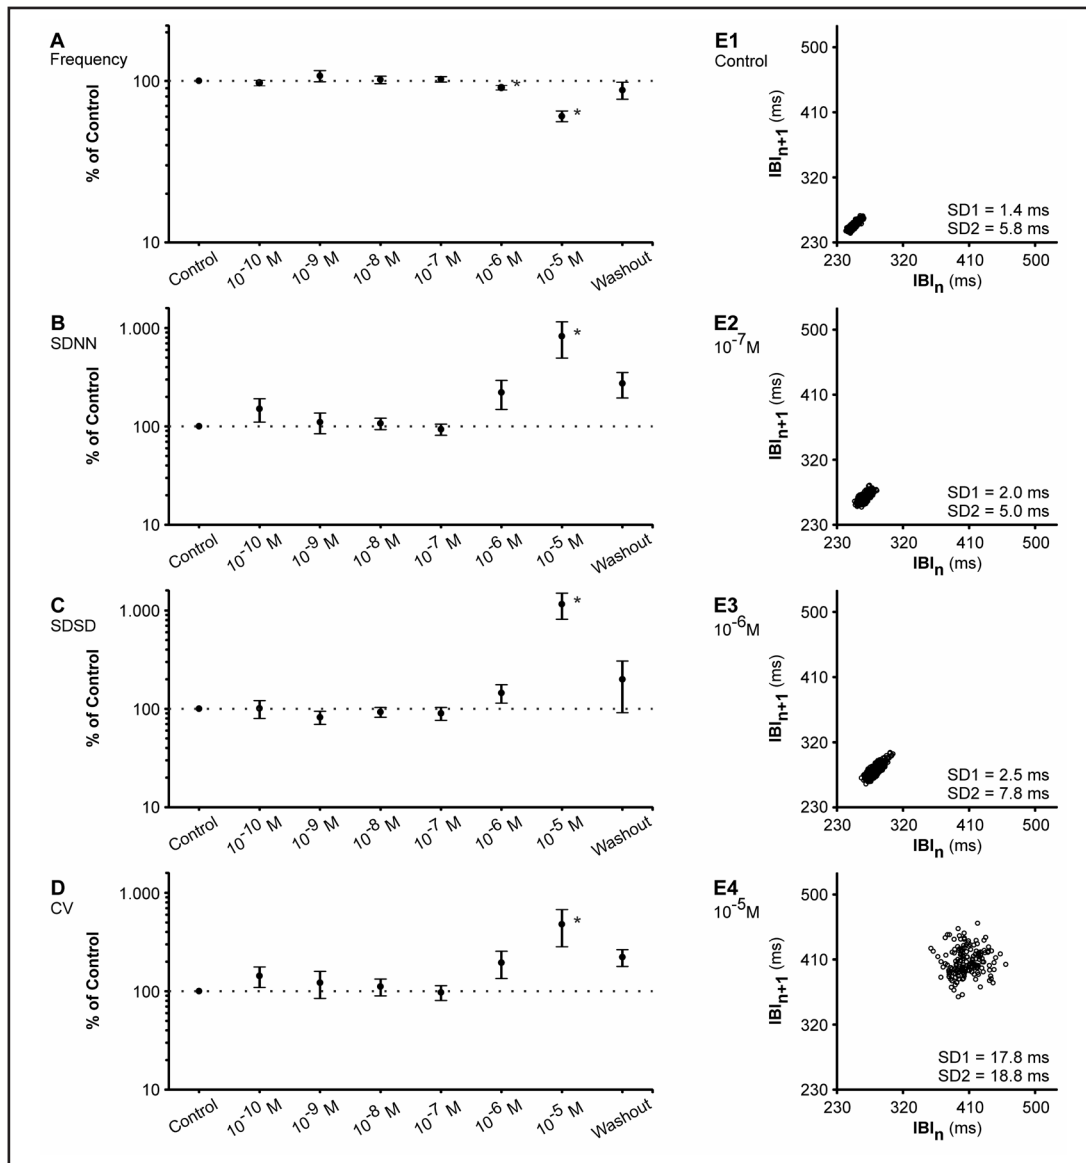 A
Frequency
% of Control
100
10
Control
10⁻¹⁰ M
10⁻⁹ M
10⁻⁸ M
10⁻⁷ M
10⁻⁶ M
10⁻⁵ M
Washout
*
*
E1
Control
IBIₙ₊₁ (ms)
500
410
320
230
SD1 = 1.4 ms
SD2 = 5.8 ms
230 320 410 500
IBIₙ (ms)
B
SDNN
% of Control
1.000
100
10
Control
10⁻¹⁰ M
10⁻⁹ M
10⁻⁸ M
10⁻⁷ M
10⁻⁶ M
10⁻⁵ M
Washout
*
E2
10⁻⁷M
IBIₙ₊₁ (ms)
500
410
320
230
SD1 = 2.0 ms
SD2 = 5.0 ms
230 320 410 500
IBIₙ (ms)
C
SDSD
% of Control
1.000
100
10
Control
10⁻¹⁰ M
10⁻⁹ M
10⁻⁸ M
10⁻⁷ M
10⁻⁶ M
10⁻⁵ M
Washout
*
E3
10⁻⁶M
IBIₙ₊₁ (ms)
500
410
320
230
SD1 = 2.5 ms
SD2 = 7.8 ms
230 320 410 500
IBIₙ (ms)
D
CV
% of Control
1.000
100
10
Control
10⁻¹⁰ M
10⁻⁹ M
10⁻⁸ M
10⁻⁷ M
10⁻⁶ M
10⁻⁵ M
Washout
*
E4
10⁻⁵M
IBIₙ₊₁ (ms)
500
410
320
230
SD1 = 17.8 ms
SD2 = 18.8 ms
230 320 410 500
IBIₙ (ms)